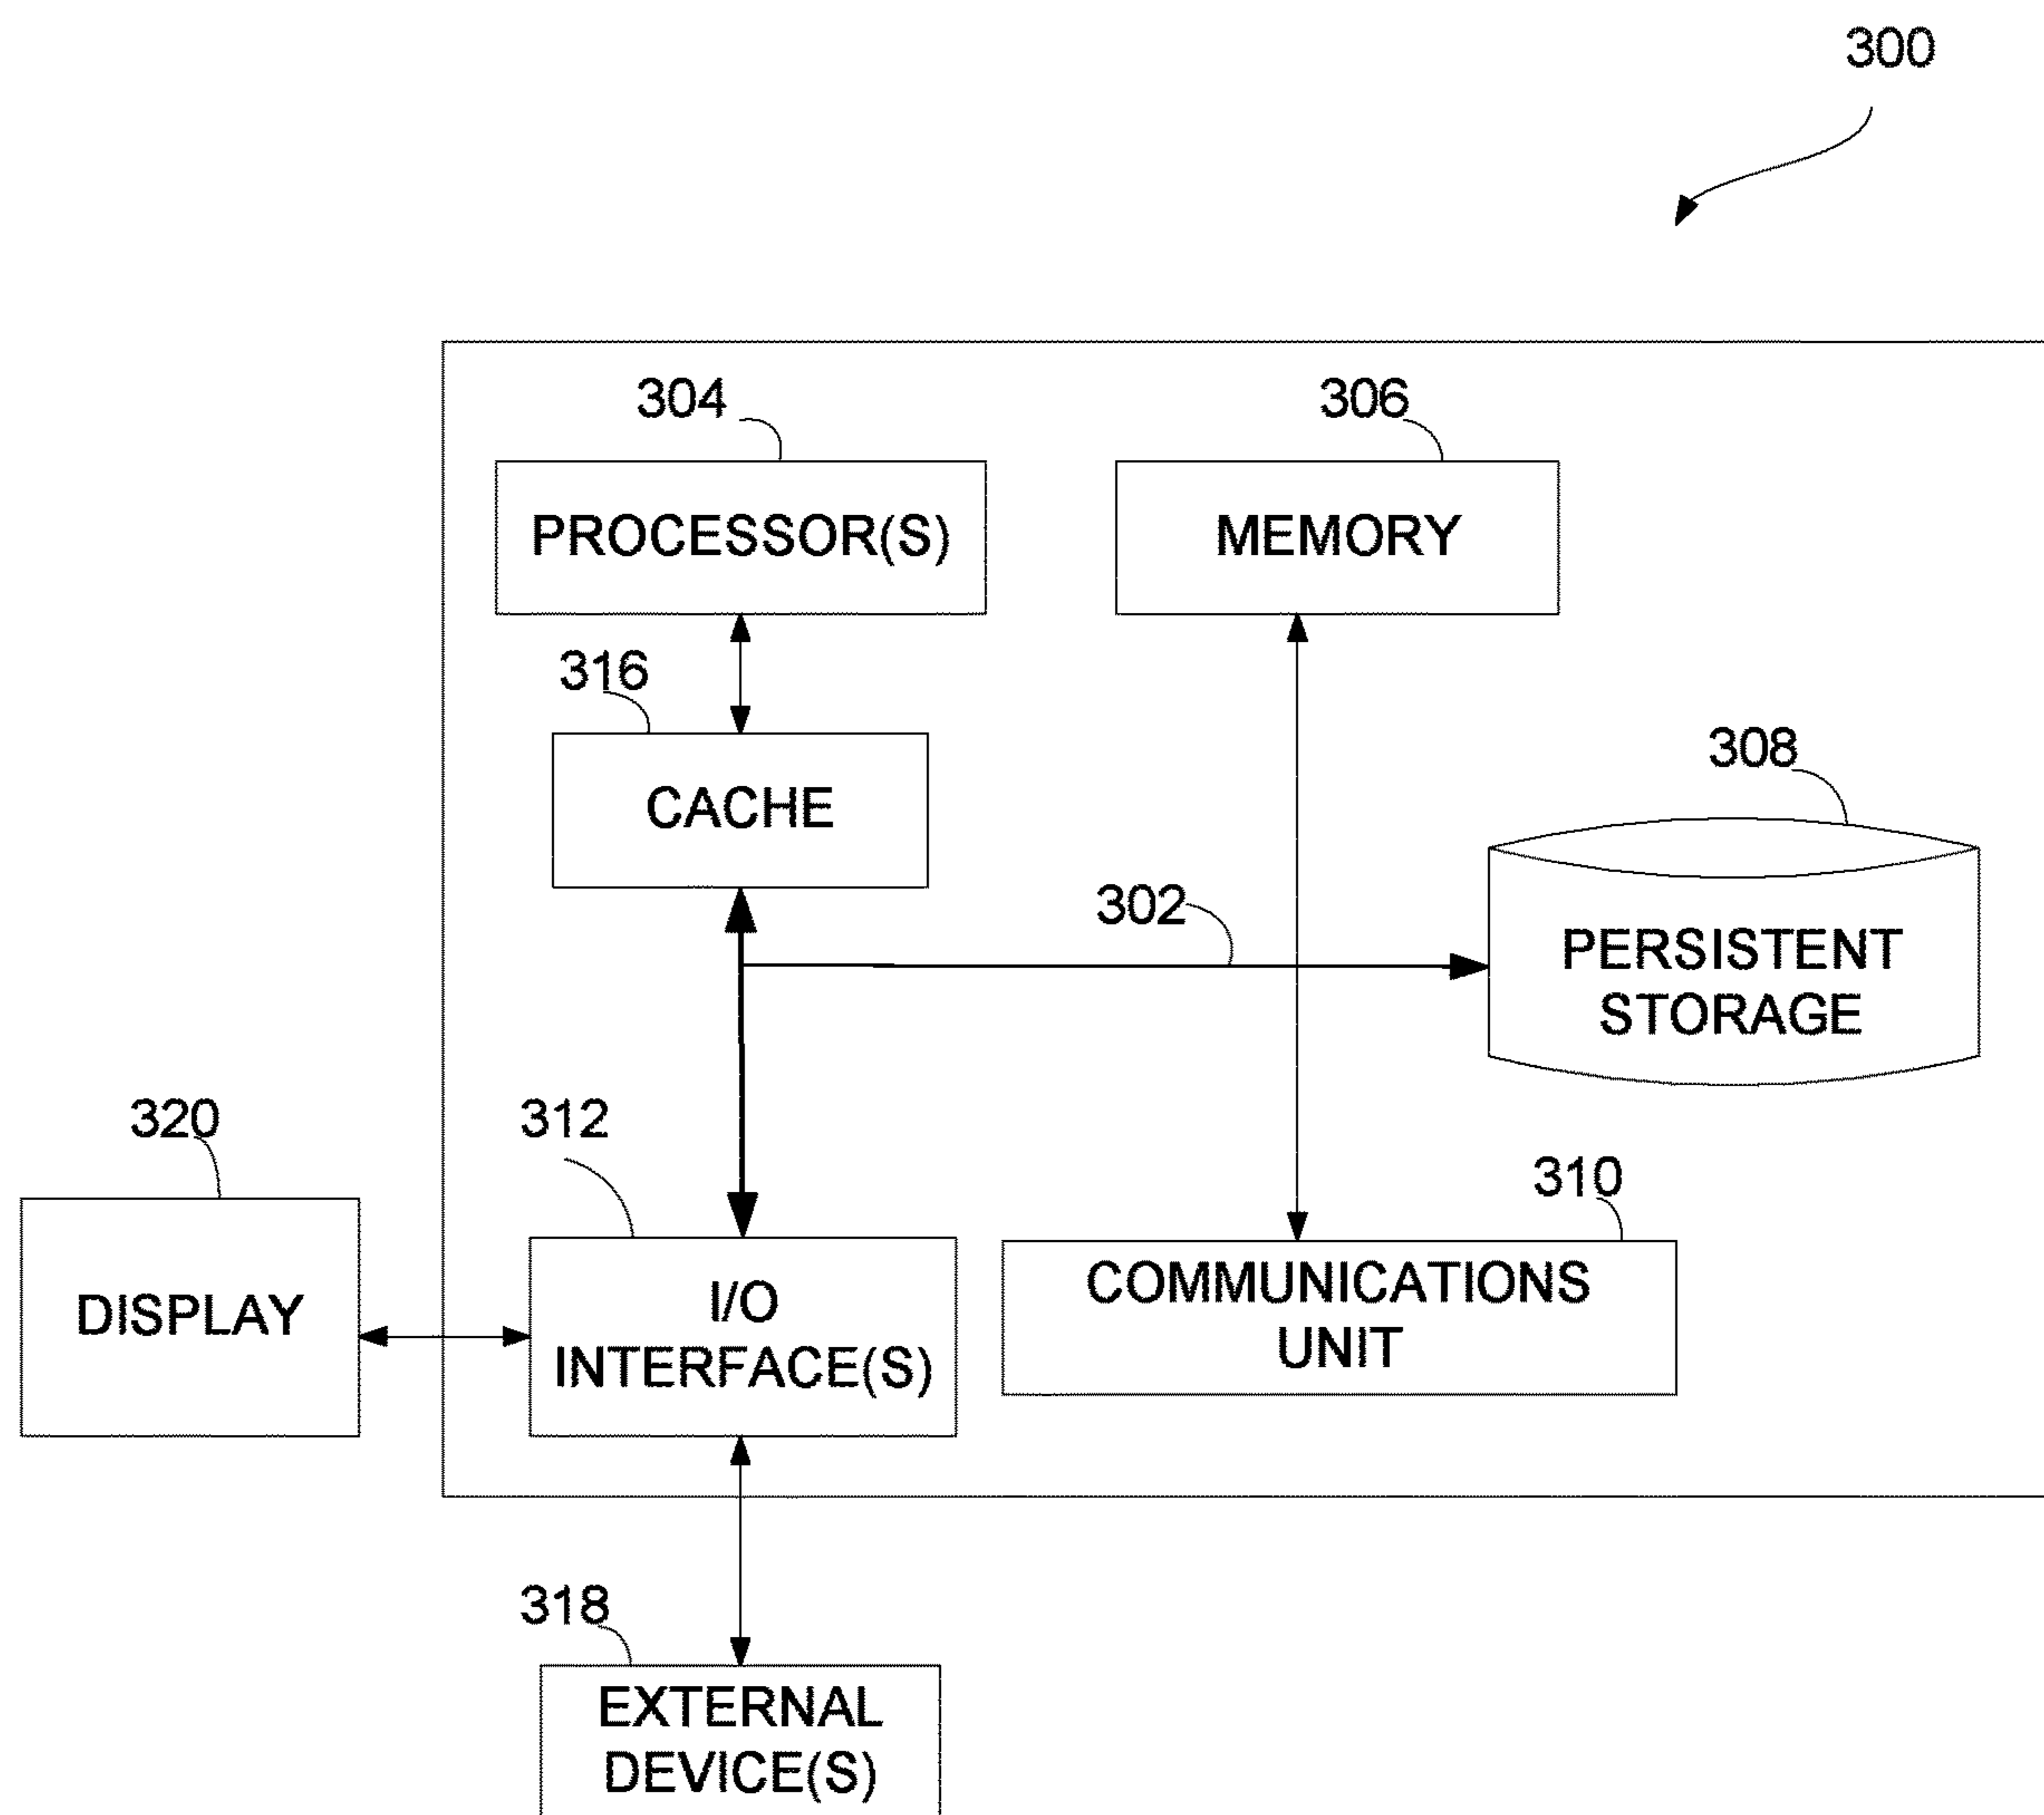 300
304
306
PROCESSOR(S)
MEMORY
316
CACHE
308
302
PERSISTENT
STORAGE
320
312
310
DISPLAY
I/O
INTERFACE(S)
COMMUNICATIONS
UNIT
318
EXTERNAL
DEVICE(S)